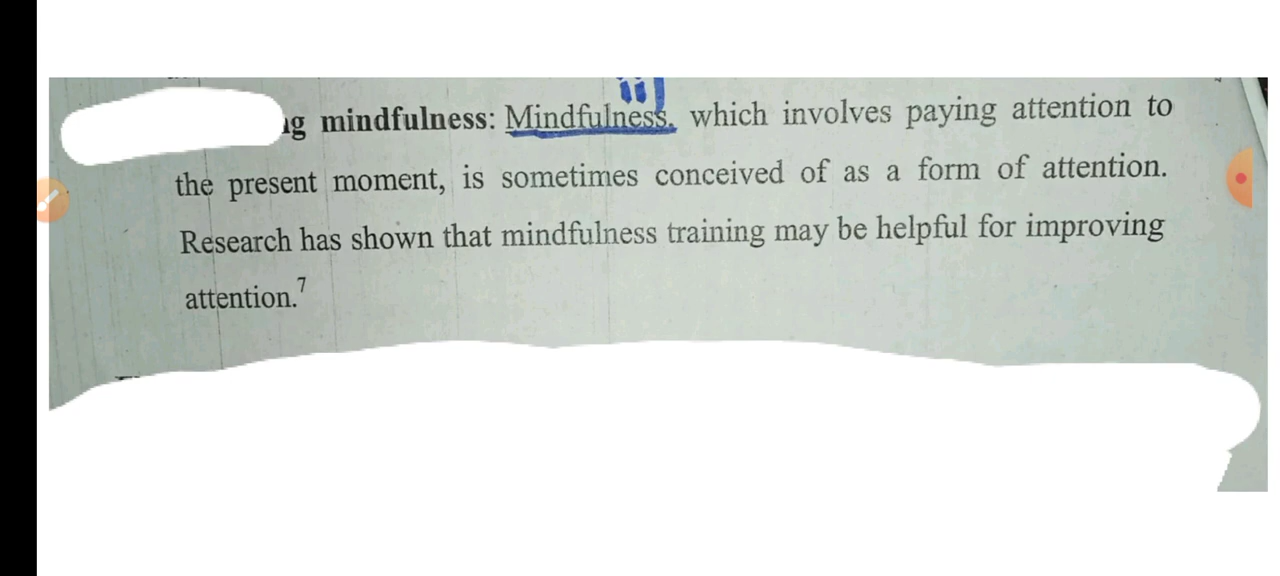 mindfulness: Mindfulness, which involves paying attention to
the present moment, is sometimes conceived of as a form of attention.
Research has shown that mindfulness training may be helpful for improving
attention.7